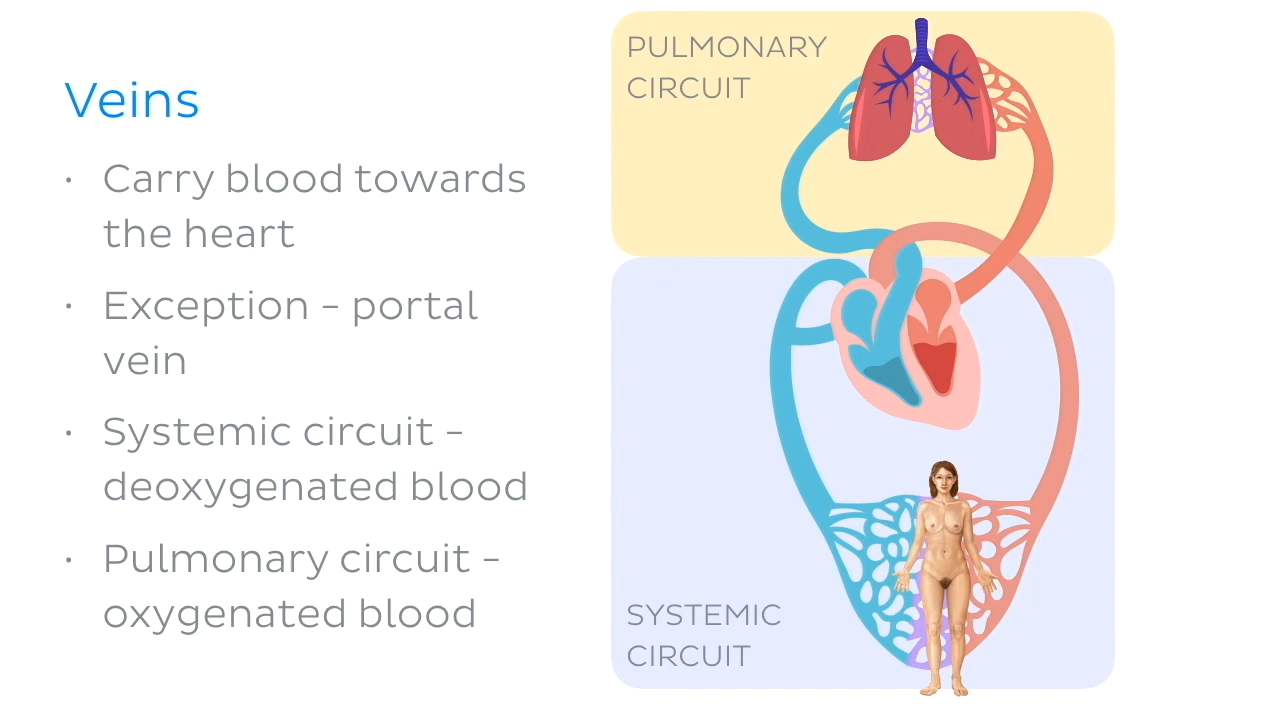 Veins
• Carry blood towards
the heart
• Exception – portal
vein
• Systemic circuit –
deoxygenated blood
• Pulmonary circuit –
oxygenated blood
PULMONARY
CIRCUIT
SYSTEMIC
CIRCUIT